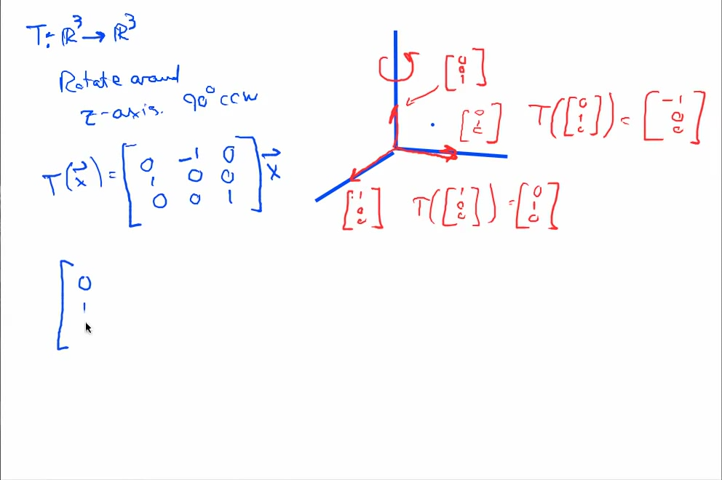 T: ℝ³ → ℝ³
Rotate around
z-axis. 90° ccw
T(x⃗) = [0 -1 0; 1 0 0; 0 0 1] x⃗
[0 0 1]
[0 1 0]
T([0 1 0]) = [-1 0 0]
[1 0 0]
T([1 0 0]) = [0 1 0]
[0
1